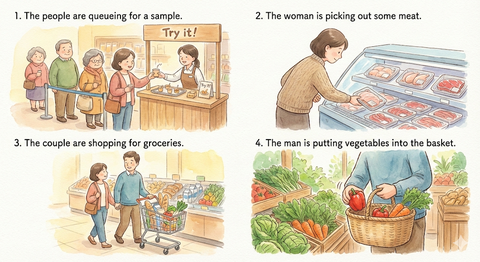 1. The people are queueing for a sample.
Try it!
2. The woman is picking out some meat.
3. The couple are shopping for groceries.
4. The man is putting vegetables into the basket.